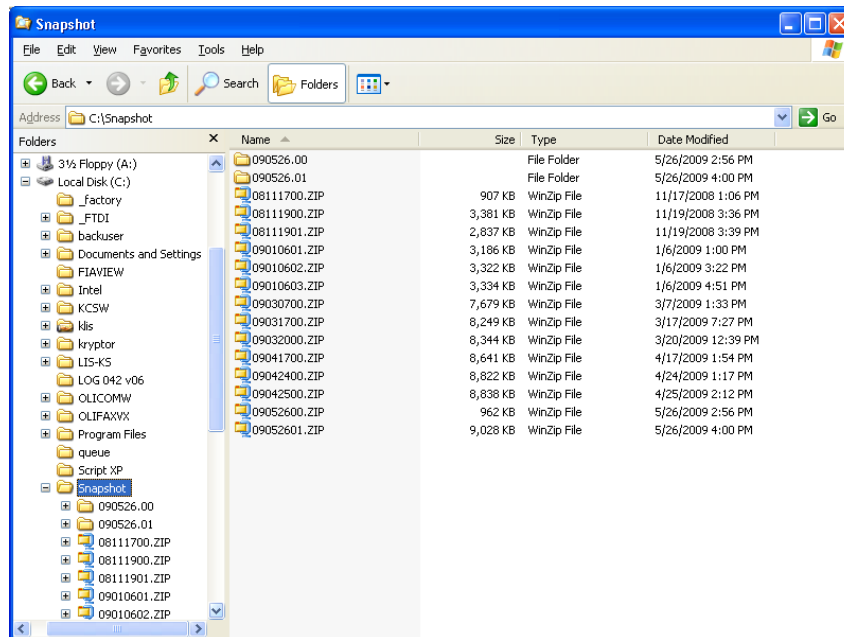 Snapshot
File Edit View Favorites Tools Help
Back Search Folders
Address C:\Snapshot Go
Folders Name Size Type Date Modified
3½ Floppy (A:)
Local Disk (C:)
_factory
_FTDI
backuser
Documents and Settings
FIAVIEW
Intel
KCSW
klis
kryptor
LIS-KS
LOG 042 v06
OLICOMW
OLIFAXVX
Program Files
queue
Script XP
Snapshot
090526.00
090526.01
08111700.ZIP
08111900.ZIP
08111901.ZIP
09010601.ZIP
09010602.ZIP
090526.00 File Folder 5/26/2009 2:56 PM
090526.01 File Folder 5/26/2009 4:00 PM
08111700.ZIP 907 KB WinZip File 11/17/2008 1:06 PM
08111900.ZIP 3,381 KB WinZip File 11/19/2008 3:36 PM
08111901.ZIP 2,837 KB WinZip File 11/19/2008 3:39 PM
09010601.ZIP 3,186 KB WinZip File 1/6/2009 1:00 PM
09010602.ZIP 3,322 KB WinZip File 1/6/2009 3:22 PM
09010603.ZIP 3,334 KB WinZip File 1/6/2009 4:51 PM
09030700.ZIP 7,679 KB WinZip File 3/7/2009 1:33 PM
09031700.ZIP 8,249 KB WinZip File 3/17/2009 7:27 PM
09032000.ZIP 8,344 KB WinZip File 3/20/2009 12:39 PM
09041700.ZIP 8,641 KB WinZip File 4/17/2009 1:54 PM
09042400.ZIP 8,822 KB WinZip File 4/24/2009 1:17 PM
09042500.ZIP 8,838 KB WinZip File 4/25/2009 2:12 PM
09052600.ZIP 962 KB WinZip File 5/26/2009 2:56 PM
09052601.ZIP 9,028 KB WinZip File 5/26/2009 4:00 PM